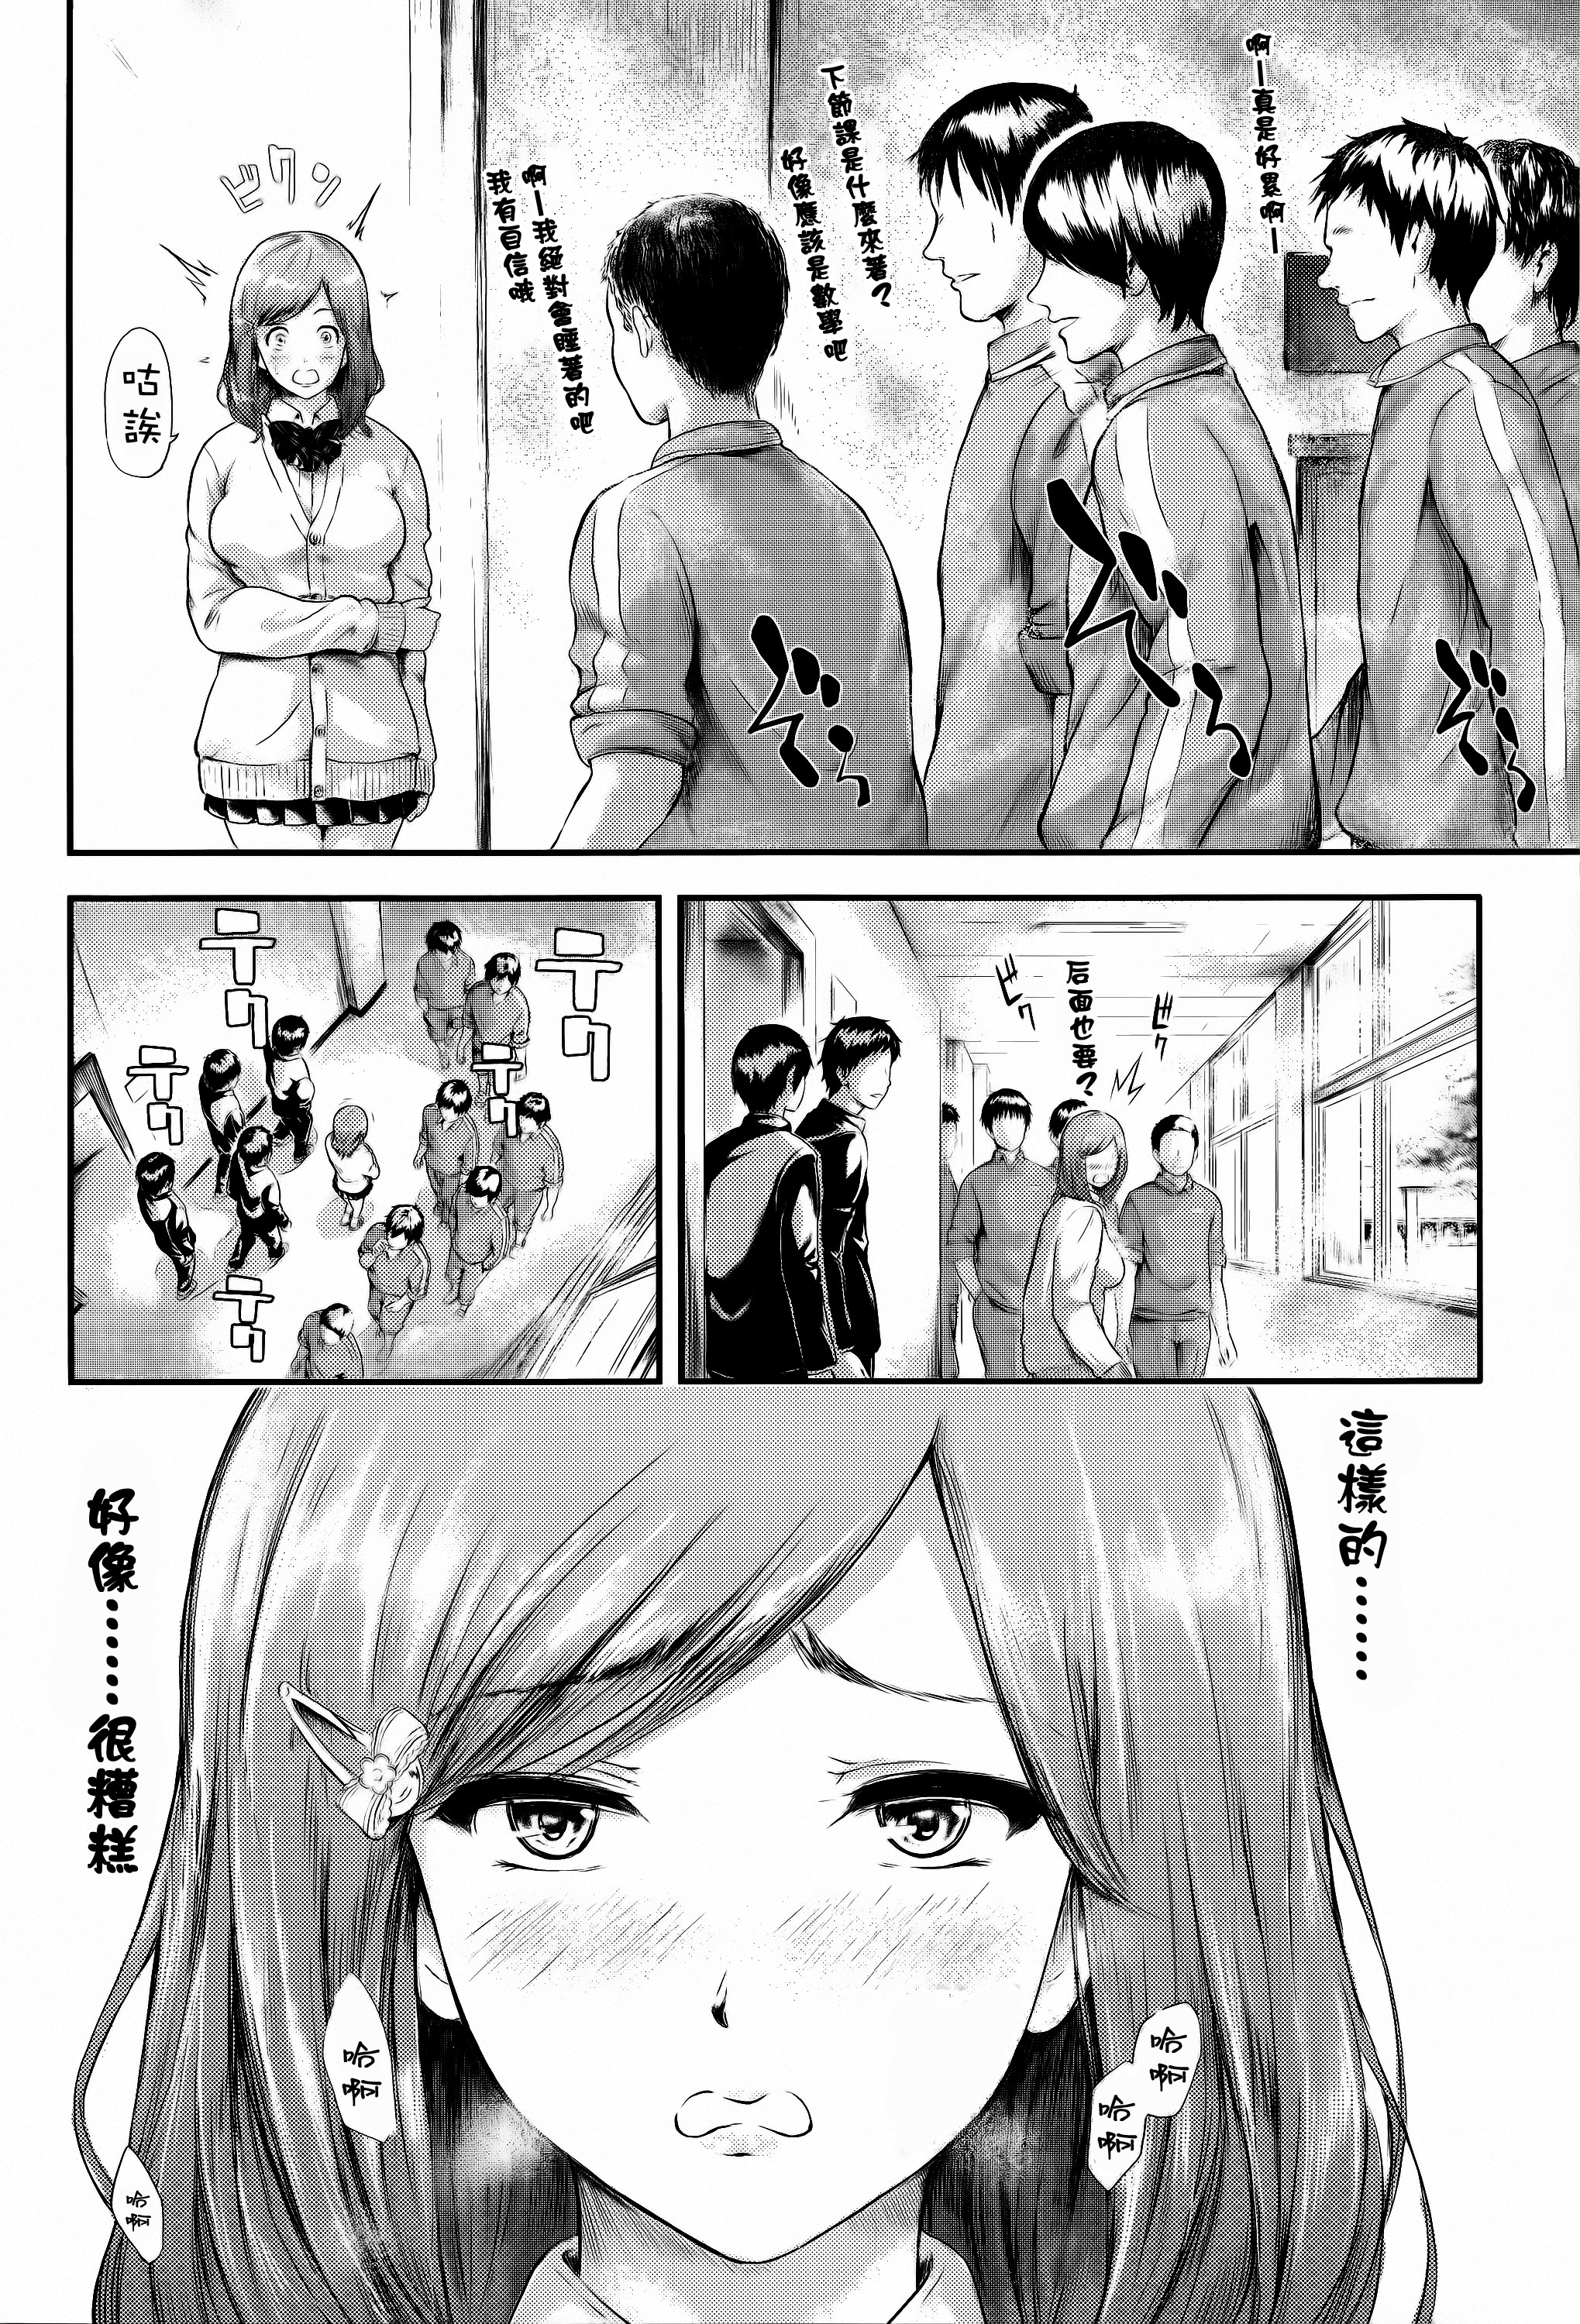 啊ー真是好累啊ー
下節課是什麼來著？
好像應該是數學吧
啊ー我絕對會睡著的吧
我有自信哦
ビクン
咕誒
ぞろ
ぞろ
ぞろ
后面也要？
ビク
ビク
テク
テク
テク
テク
テク
這樣的……
好像……很糟糕
哈啊
哈啊
哈啊
哈啊